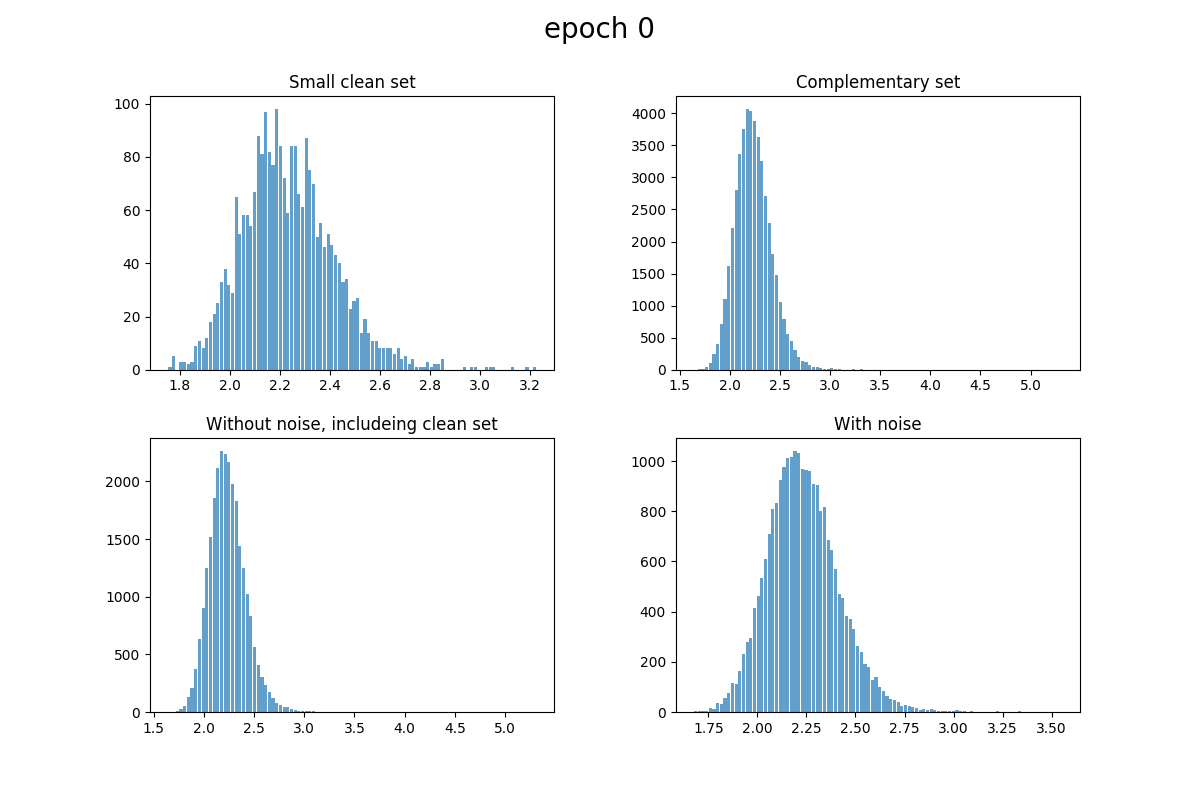 epoch 0
Small clean set
100
80
60
40
20
0
1.8 2.0 2.2 2.4 2.6 2.8 3.0 3.2
Complementary set
4000
3500
3000
2500
2000
1500
1000
500
0
1.5 2.0 2.5 3.0 3.5 4.0 4.5 5.0
Without noise, includeing clean set
2000
1500
1000
500
0
1.5 2.0 2.5 3.0 3.5 4.0 4.5 5.0
With noise
1000
800
600
400
200
0
1.75 2.00 2.25 2.50 2.75 3.00 3.25 3.50